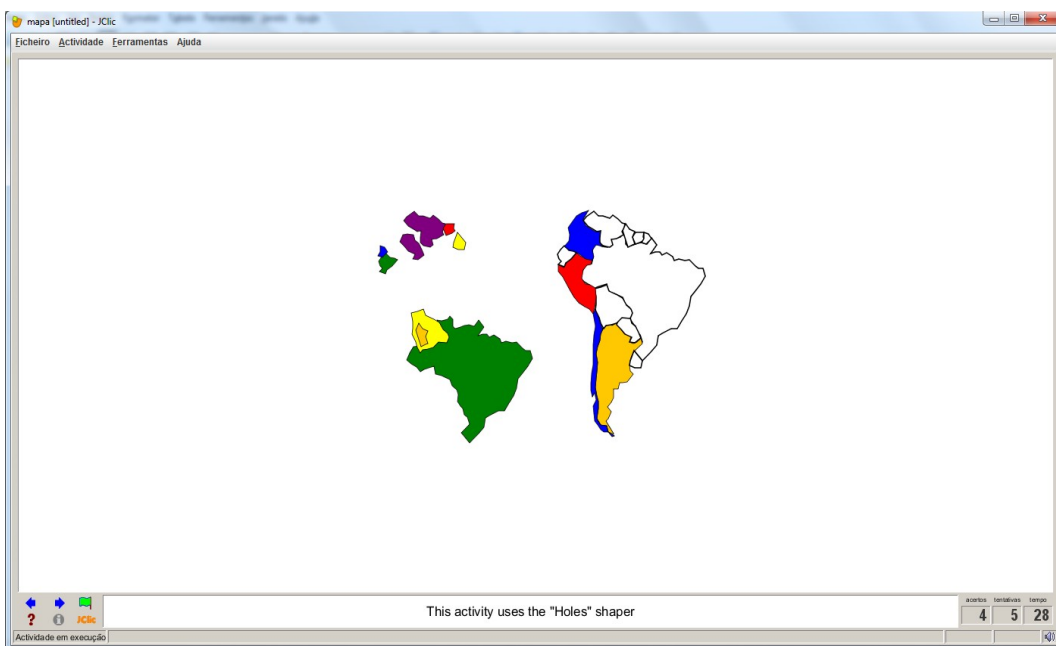 mapa [untitled] - JClic
Ficheiro Actividade Ferramentas Ajuda
This activity uses the "Holes" shaper
acertos tentativas tempo
4 5 28
? JClic
Actividade em execução